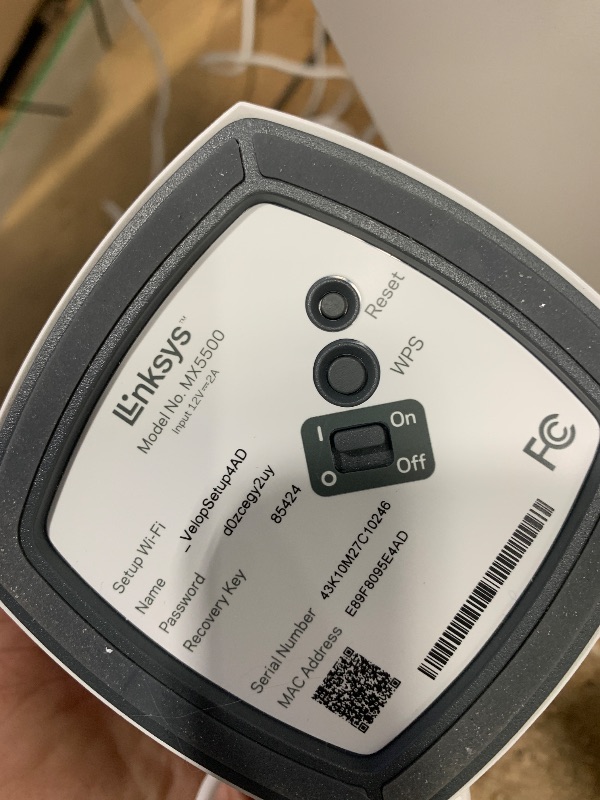 Linksys™
Model No. MX5500
Input 12V⎓2A
Reset
WPS
I
On
O
Off
Setup Wi-Fi
Name _VelopSetup4AD
Password d0zcegy2uy
Recovery Key 85424
Serial Number 43K10M27C10246
MAC Address E89F8095E4AD
FC